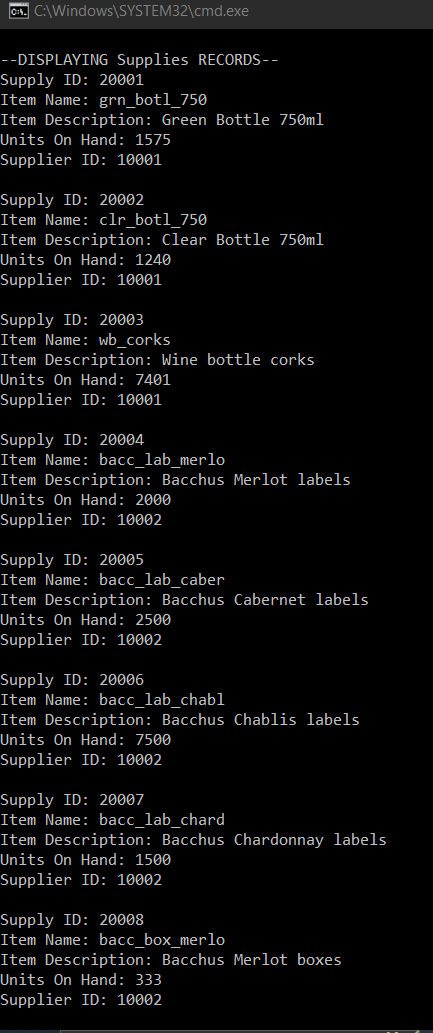 C:\Windows\SYSTEM32\cmd.exe
--DISPLAYING Supplies RECORDS--
Supply ID: 20001
Item Name: grn_botl_750
Item Description: Green Bottle 750ml
Units On Hand: 1575
Supplier ID: 10001
Supply ID: 20002
Item Name: clr_botl_750
Item Description: Clear Bottle 750ml
Units On Hand: 1240
Supplier ID: 10001
Supply ID: 20003
Item Name: wb_corks
Item Description: Wine bottle corks
Units On Hand: 7401
Supplier ID: 10001
Supply ID: 20004
Item Name: bacc_lab_merlo
Item Description: Bacchus Merlot labels
Units On Hand: 2000
Supplier ID: 10002
Supply ID: 20005
Item Name: bacc_lab_caber
Item Description: Bacchus Cabernet labels
Units On Hand: 2500
Supplier ID: 10002
Supply ID: 20006
Item Name: bacc_lab_chabl
Item Description: Bacchus Chablis labels
Units On Hand: 7500
Supplier ID: 10002
Supply ID: 20007
Item Name: bacc_lab_chard
Item Description: Bacchus Chardonnay labels
Units On Hand: 1500
Supplier ID: 10002
Supply ID: 20008
Item Name: bacc_box_merlo
Item Description: Bacchus Merlot boxes
Units On Hand: 333
Supplier ID: 10002